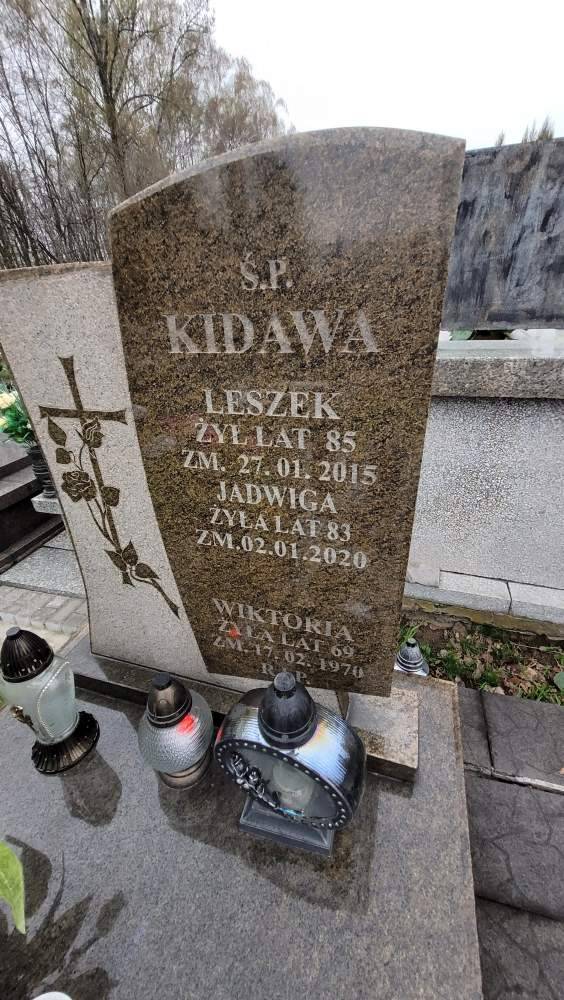 Ś.P.
KIDAWA
LESZEK
ŻYŁ LAT 85
ZM. 27.01.2015
JADWIGA
ŻYŁA LAT 83
ZM.02.01.2020
WIKTORIA
ŻYŁA LAT 69
ZM. 17.02.1970
R.I.P.